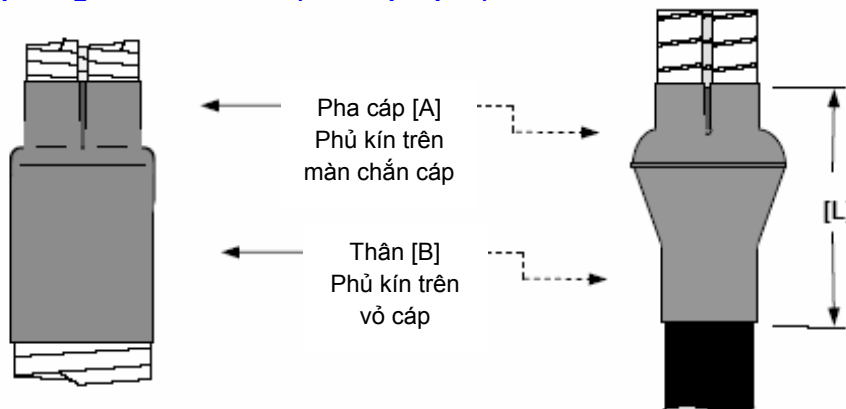 Pha cáp [A]
Phủ kín trên
màn chắn cáp
[L]
Thân [B]
Phủ kín trên
vỏ cáp